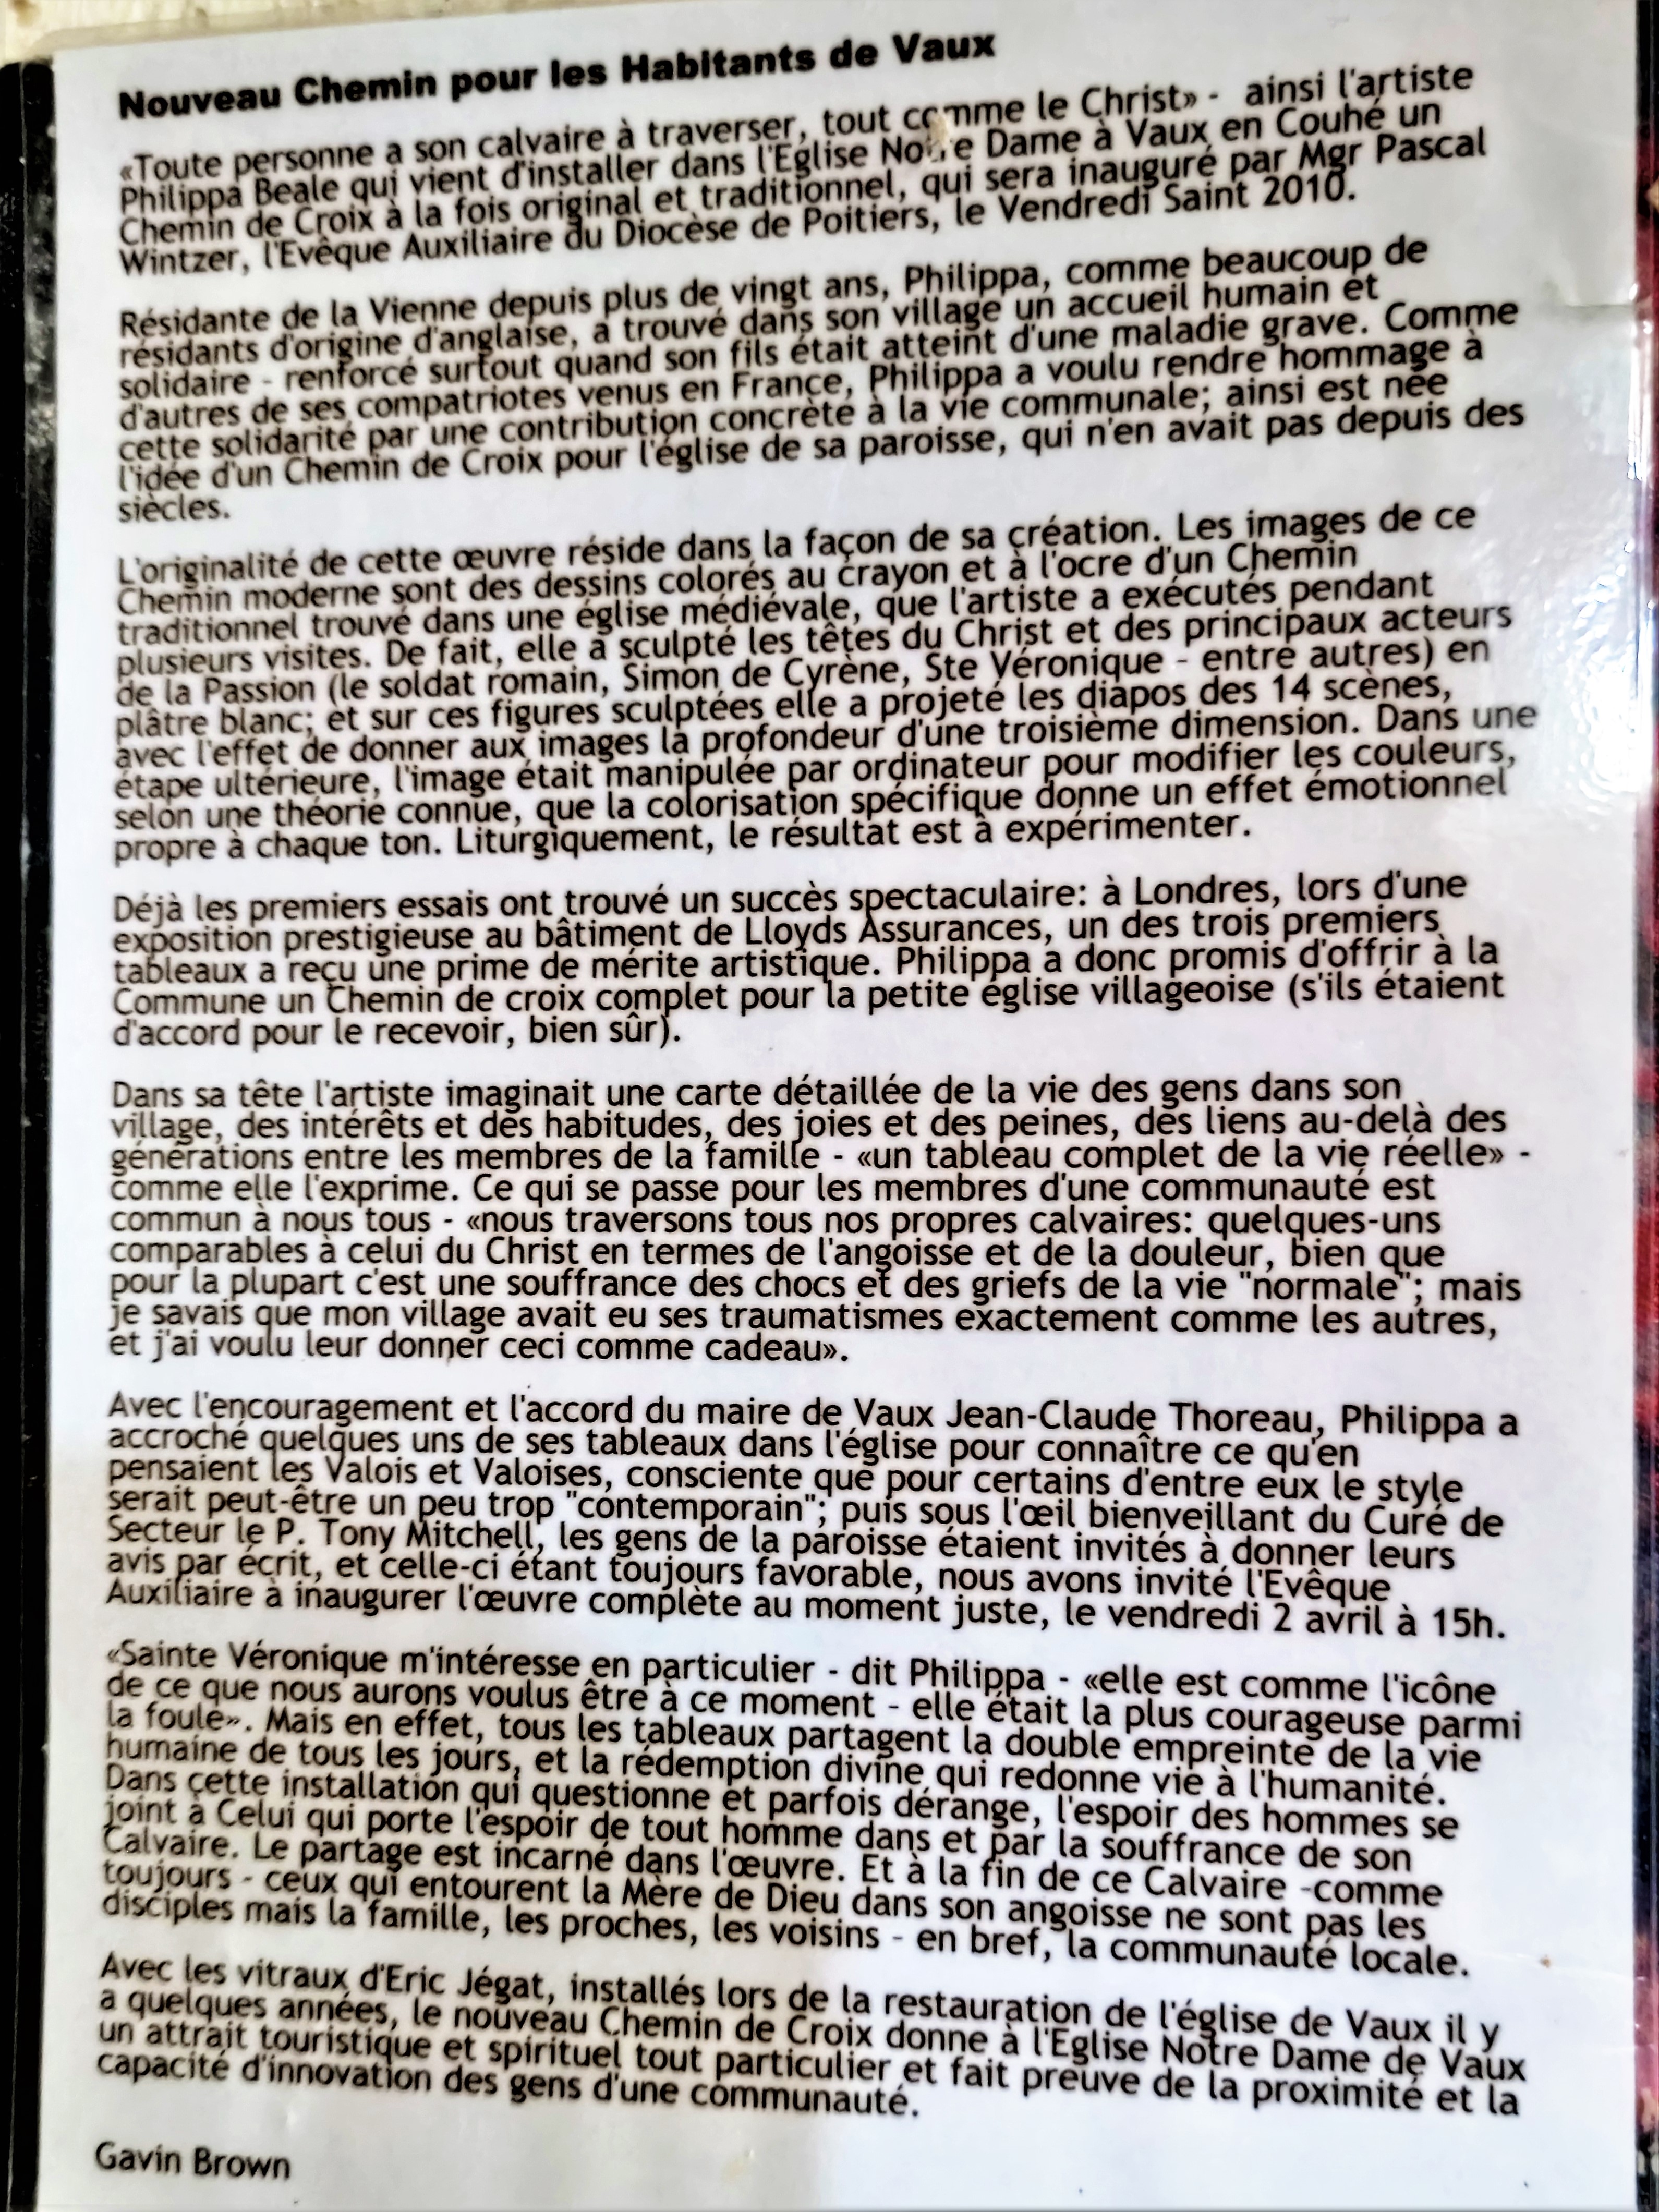 Nouveau Chemin pour les Habitants de Vaux
«Toute personne a son calvaire à traverser, tout comme le Christ» - ainsi l'artiste
Philippa Beale qui vient d'installer dans l'Eglise Notre Dame à Vaux en Couhé un
Chemin de Croix à la fois original et traditionnel, qui sera inauguré par Mgr Pascal
Wintzer, l'Evêque Auxiliaire du Diocèse de Poitiers, le Vendredi Saint 2010.
Résidante de la Vienne depuis plus de vingt ans, Philippa, comme beaucoup de
résidants d'origine d'anglaise, a trouvé dans son village un accueil humain et
solidaire - renforcé surtout quand son fils était atteint d'une maladie grave. Comme
d'autres de ses compatriotes venus en France, Philippa a voulu rendre hommage à
cette solidarité par une contribution concrète à la vie communale; ainsi est née
l'idée d'un Chemin de Croix pour l'église de sa paroisse, qui n'en avait pas depuis des
siècles.
L'originalité de cette œuvre réside dans la façon de sa création. Les images de ce
Chemin moderne sont des dessins colorés au crayon et à l'ocre d'un Chemin
traditionnel trouvé dans une église médiévale, que l'artiste a exécutés pendant
plusieurs visites. De fait, elle a sculpté les têtes du Christ et des principaux acteurs
de la Passion (le soldat romain, Simon de Cyrène, Ste Véronique - entre autres) en
plâtre blanc; et sur ces figures sculptées elle a projeté les diapos des 14 scènes,
avec l'effet de donner aux images la profondeur d'une troisième dimension. Dans une
étape ultérieure, l'image était manipulée par ordinateur pour modifier les couleurs,
selon une théorie connue, que la colorisation spécifique donne un effet émotionnel
propre à chaque ton. Liturgiquement, le résultat est à expérimenter.
Déjà les premiers essais ont trouvé un succès spectaculaire: à Londres, lors d'une
exposition prestigieuse au bâtiment de Lloyds Assurances, un des trois premiers
tableaux a reçu une prime de mérite artistique. Philippa a donc promis d'offrir à la
Commune un Chemin de croix complet pour la petite église villageoise (s'ils étaient
d'accord pour le recevoir, bien sûr).
Dans sa tête l'artiste imaginait une carte détaillée de la vie des gens dans son
village, des intérêts et des habitudes, des joies et des peines, des liens au-delà des
générations entre les membres de la famille - «un tableau complet de la vie réelle» -
comme elle l'exprime. Ce qui se passe pour les membres d'une communauté est
commun à nous tous - «nous traversons tous nos propres calvaires: quelques-uns
comparables à celui du Christ en termes de l'angoisse et de la douleur, bien que
pour la plupart c'est une souffrance des chocs et des griefs de la vie "normale"; mais
je savais que mon village avait eu ses traumatismes exactement comme les autres,
et j'ai voulu leur donner ceci comme cadeau».
Avec l'encouragement et l'accord du maire de Vaux Jean-Claude Thoreau, Philippa a
accroché quelques uns de ses tableaux dans l'église pour connaître ce qu'en
pensaient les Valois et Valoises, consciente que pour certains d'entre eux le style
serait peut-être un peu trop "contemporain"; puis sous l'œil bienveillant du Curé de
Secteur le P. Tony Mitchell, les gens de la paroisse étaient invités à donner leurs
avis par écrit, et celle-ci étant toujours favorable, nous avons invité l'Evêque
Auxiliaire à inaugurer l'œuvre complète au moment juste, le vendredi 2 avril à 15h.
«Sainte Véronique m'intéresse en particulier - dit Philippa - «elle est comme l'icône
de ce que nous aurons voulus être à ce moment - elle était la plus courageuse parmi
la foule». Mais en effet, tous les tableaux partagent la double empreinte de la vie
humaine de tous les jours, et la rédemption divine qui redonne vie à l'humanité.
Dans cette installation qui questionne et parfois dérange, l'espoir des hommes se
joint à Celui qui porte l'espoir de tout homme dans et par la souffrance de son
Calvaire. Le partage est incarné dans l'œuvre. Et à la fin de ce Calvaire -comme
toujours - ceux qui entourent la Mère de Dieu dans son angoisse ne sont pas les
disciples mais la famille, les proches, les voisins - en bref, la communauté locale.
Avec les vitraux d'Eric Jégat, installés lors de la restauration de l'église de Vaux il y
a quelques années, le nouveau Chemin de Croix donne à l'Eglise Notre Dame de Vaux
un attrait touristique et spirituel tout particulier et fait preuve de la proximité et la
capacité d'innovation des gens d'une communauté.
Gavin Brown